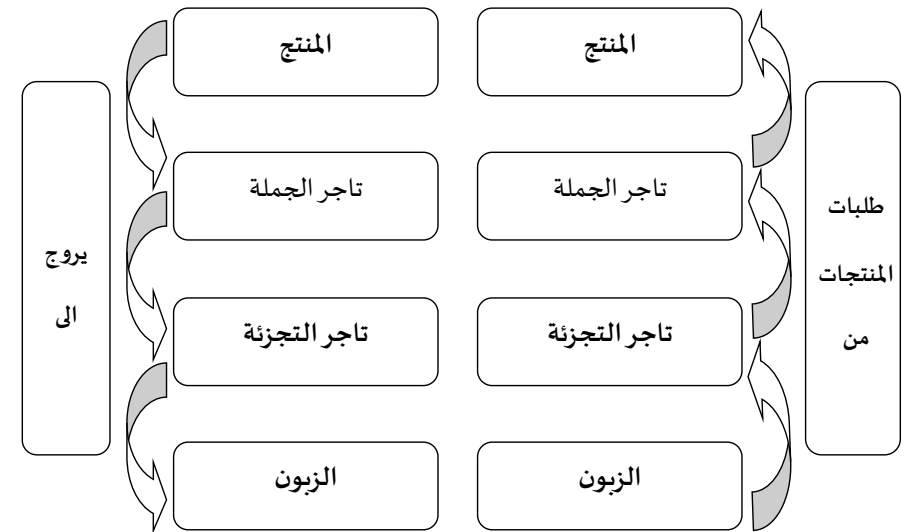 المنتج
المنتج
تاجر الجملة
تاجر الجملة
تاجر التجزئة
تاجر التجزئة
الزبون
الزبون
طلبات
المنتجات
من
يروج
الى